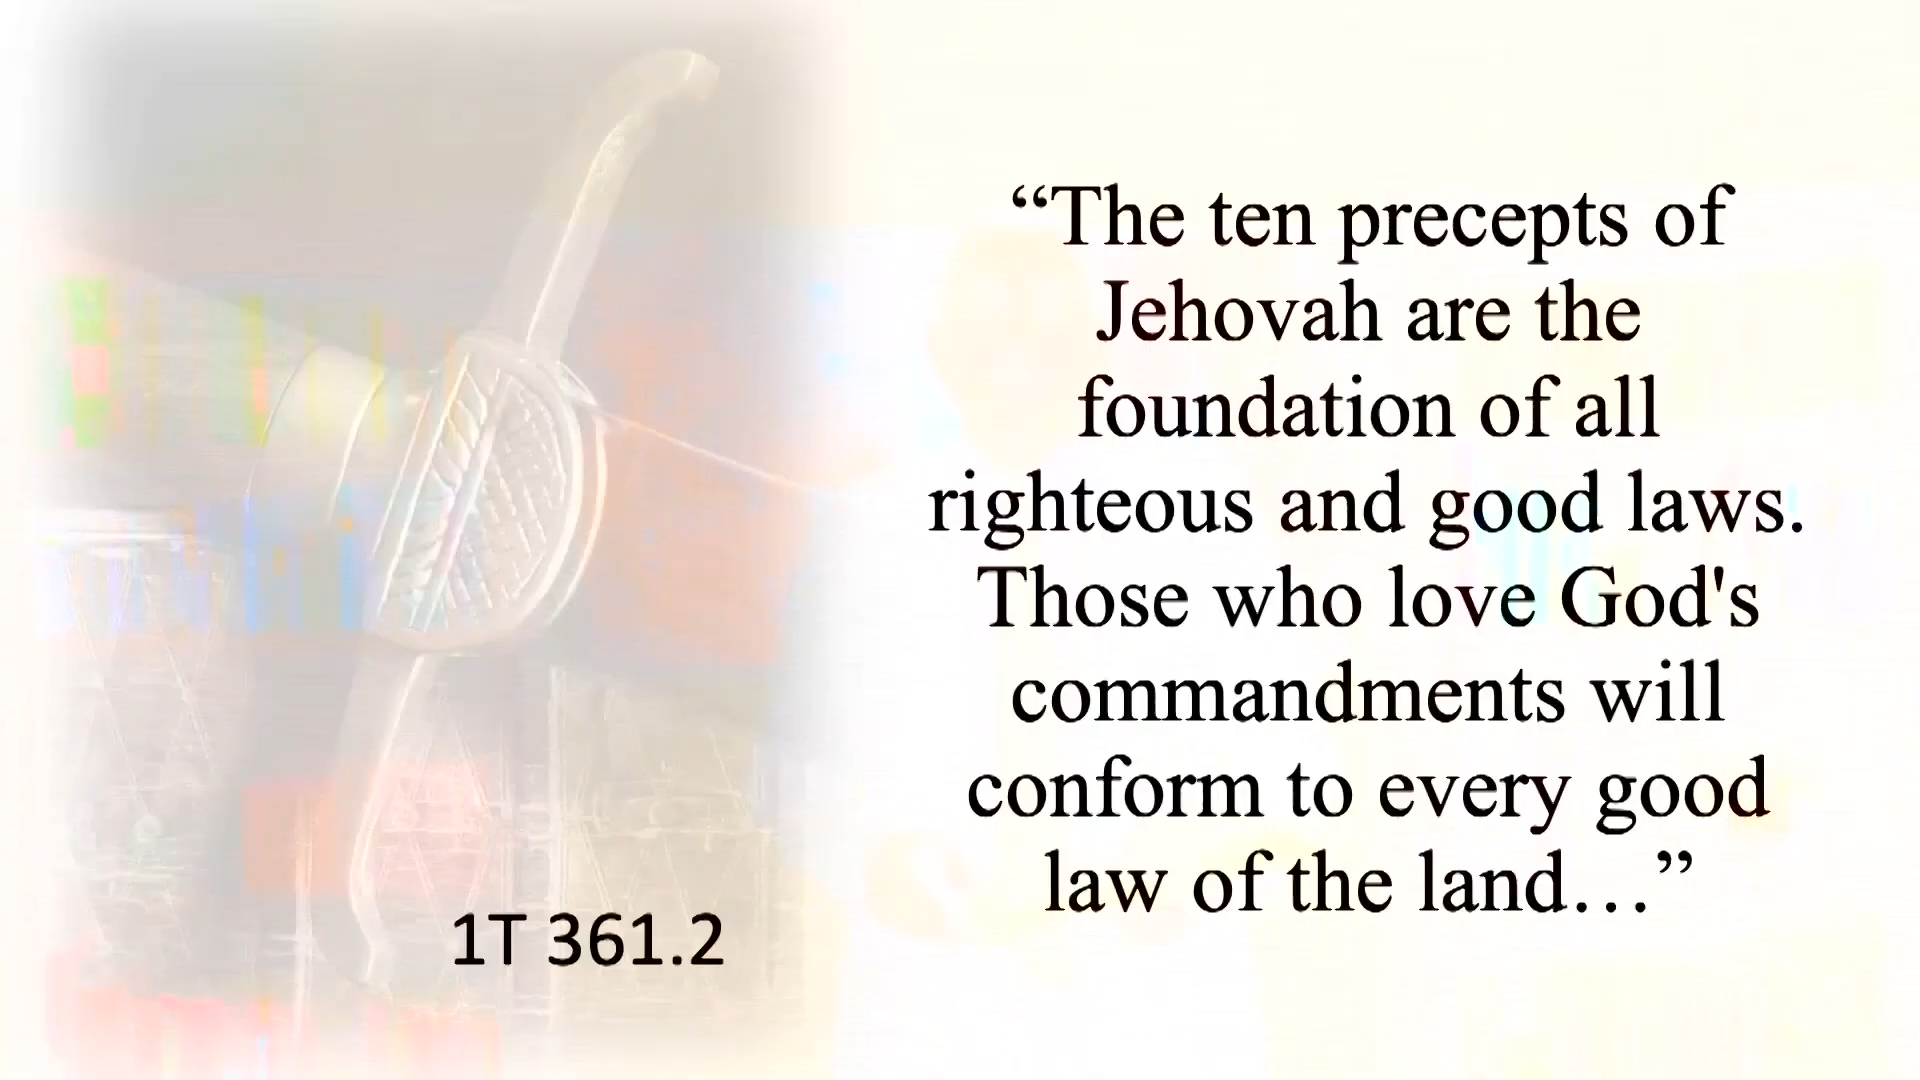 “The ten precepts of
Jehovah are the
foundation of all
righteous and good laws.
Those who love God's
commandments will
conform to every good
law of the land…”
1T 361.2